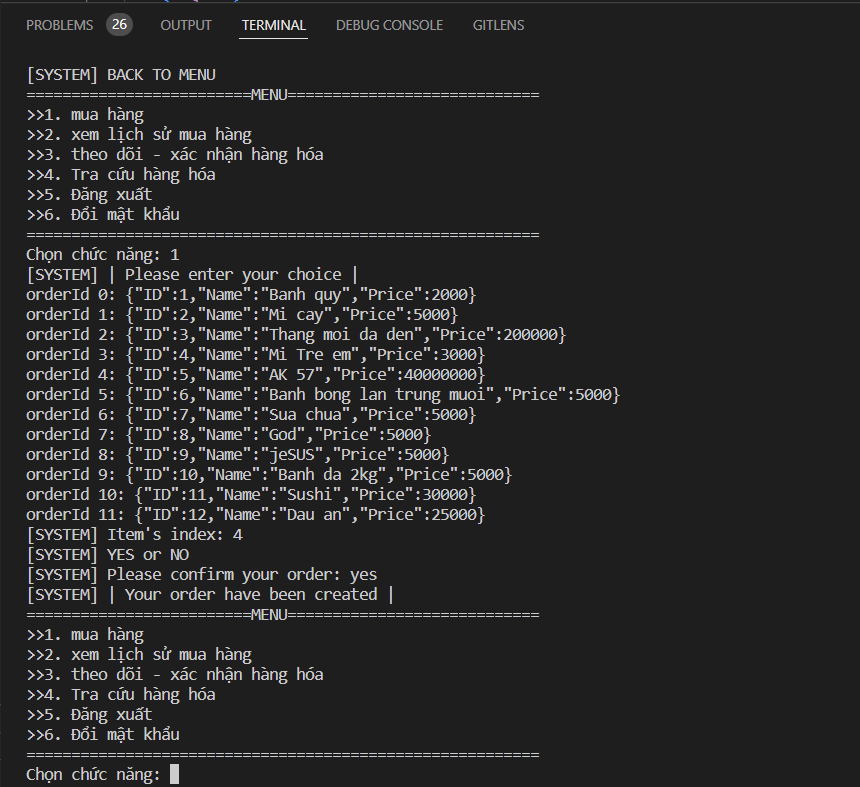 PROBLEMS 26 OUTPUT TERMINAL DEBUG CONSOLE GITLENS
[SYSTEM] BACK TO MENU
=========================MENU============================
>>1. mua hàng
>>2. xem lịch sử mua hàng
>>3. theo dõi - xác nhận hàng hóa
>>4. Tra cứu hàng hóa
>>5. Đăng xuất
>>6. Đổi mật khẩu
=========================================================
Chọn chức năng: 1
[SYSTEM] | Please enter your choice |
orderId 0: {"ID":1,"Name":"Banh quy","Price":2000}
orderId 1: {"ID":2,"Name":"Mi cay","Price":5000}
orderId 2: {"ID":3,"Name":"Thang moi da den","Price":200000}
orderId 3: {"ID":4,"Name":"Mi Tre em","Price":3000}
orderId 4: {"ID":5,"Name":"AK 57","Price":40000000}
orderId 5: {"ID":6,"Name":"Banh bong lan trung muoi","Price":5000}
orderId 6: {"ID":7,"Name":"Sua chua","Price":5000}
orderId 7: {"ID":8,"Name":"God","Price":5000}
orderId 8: {"ID":9,"Name":"jeSUS","Price":5000}
orderId 9: {"ID":10,"Name":"Banh da 2kg","Price":5000}
orderId 10: {"ID":11,"Name":"Sushi","Price":30000}
orderId 11: {"ID":12,"Name":"Dau an","Price":25000}
[SYSTEM] Item's index: 4
[SYSTEM] YES or NO
[SYSTEM] Please confirm your order: yes
[SYSTEM] | Your order have been created |
=========================MENU============================
>>1. mua hàng
>>2. xem lịch sử mua hàng
>>3. theo dõi - xác nhận hàng hóa
>>4. Tra cứu hàng hóa
>>5. Đăng xuất
>>6. Đổi mật khẩu
=========================================================
Chọn chức năng: